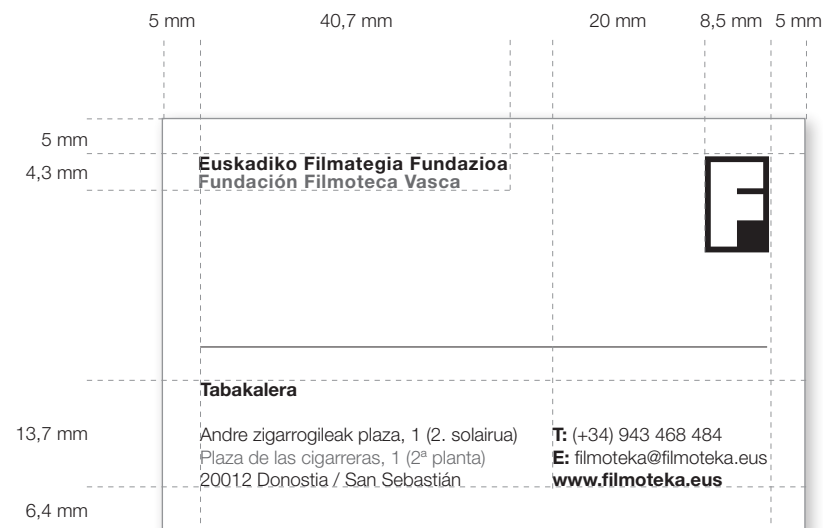 5 mm 40,7 mm 20 mm 8,5 mm 5 mm
5 mm
4,3 mm
Euskadiko Filmategia Fundazioa
Fundación Filmoteca Vasca
F
Tabakalera
13,7 mm
Andre zigarrogileak plaza, 1 (2. solairua) T: (+34) 943 468 484
Plaza de las cigarreras, 1 (2ª planta) E: filmoteka@filmoteka.eus
20012 Donostia / San Sebastián www.filmoteka.eus
6,4 mm